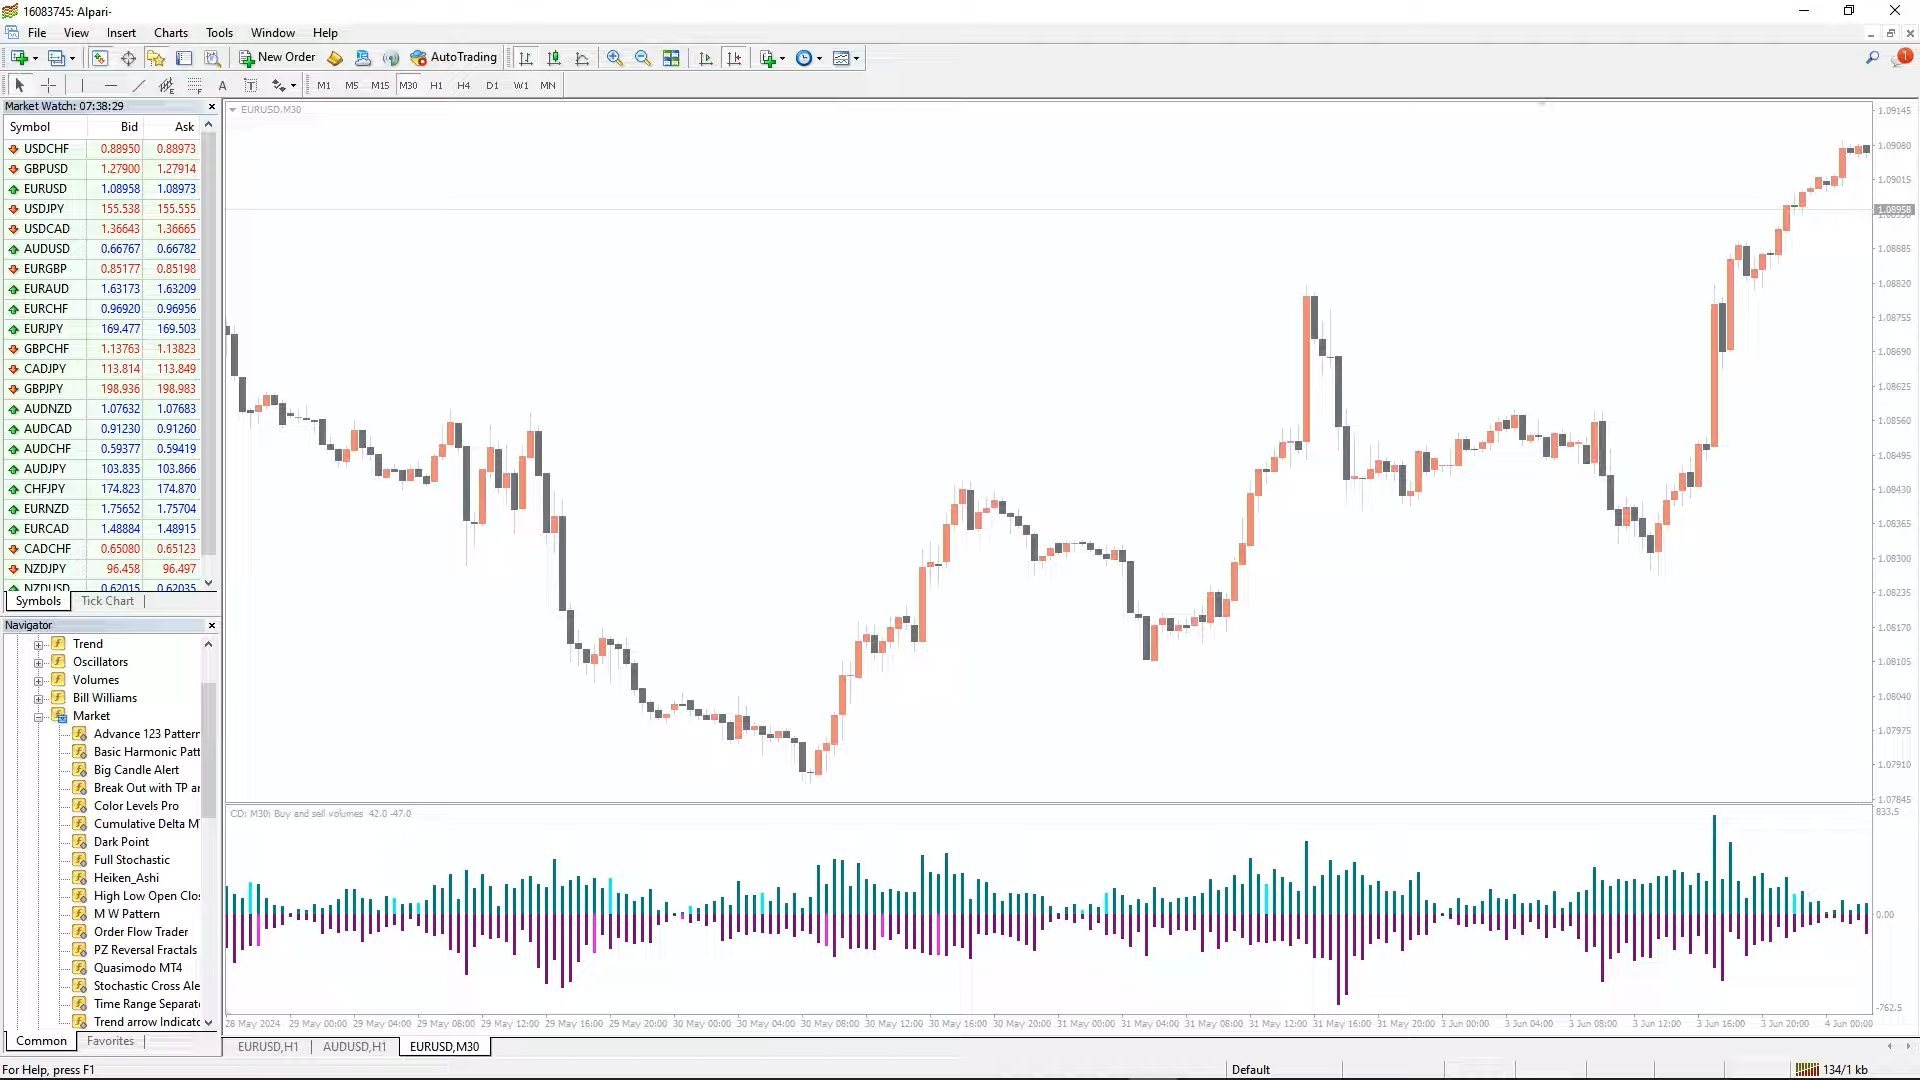 16083745: Alpari-
File View Insert Charts Tools Window Help
New Order AutoTrading 1
A T M1 M5 M15 M30 H1 H4 D1 W1 MN
Market Watch: 07:38:29
Symbol Bid Ask
USDCHF 0.88950 0.88973
GBPUSD 1.27900 1.27914
EURUSD 1.08958 1.08973
USDJPY 155.538 155.555
USDCAD 1.36643 1.36665
AUDUSD 0.66767 0.66782
EURGBP 0.85177 0.85198
EURAUD 1.63173 1.63209
EURCHF 0.96920 0.96956
EURJPY 169.477 169.503
GBPCHF 1.13763 1.13823
CADJPY 113.814 113.849
GBPJPY 198.936 198.983
AUDNZD 1.07632 1.07683
AUDCAD 0.91230 0.91260
AUDCHF 0.59377 0.59419
AUDJPY 103.835 103.866
CHFJPY 174.823 174.870
EURNZD 1.75652 1.75704
EURCAD 1.48884 1.48915
CADCHF 0.65080 0.65123
NZDJPY 96.458 96.497
NZDUSD 0.62015 0.62035
Symbols Tick Chart
Navigator
Trend
Oscillators
Volumes
Bill Williams
Market
Advance 123 Pattern
Basic Harmonic Patt
Big Candle Alert
Break Out with TP ar
Color Levels Pro
Cumulative Delta M
Dark Point
Full Stochastic
Heiken_Ashi
High Low Open Clos
M W Pattern
Order Flow Trader
PZ Reversal Fractals
Quasimodo MT4
Stochastic Cross Ale
Time Range Separat
Trend arrow Indicat
Common Favorites
EURUSD,M30
1.09145
1.09080
1.09015
1.08958
1.08885
1.08820
1.08755
1.08690
1.08625
1.08560
1.08495
1.08430
1.08365
1.08300
1.08235
1.08170
1.08105
1.08040
1.07975
1.07910
1.07845
CD: M30: Buy and sell volumes 42.0 -47.0
833.5
0.00
-762.5
28 May 2024 29 May 00:00 29 May 04:00 29 May 08:00 29 May 12:00 29 May 16:00 29 May 20:00 30 May 00:00 30 May 04:00 30 May 08:00 30 May 12:00 30 May 16:00 30 May 20:00 31 May 00:00 31 May 04:00 31 May 08:00 31 May 12:00 31 May 16:00 31 May 20:00 3 Jun 00:00 3 Jun 04:00 3 Jun 08:00 3 Jun 12:00 3 Jun 16:00 3 Jun 20:00 4 Jun 00:00
EURUSD,H1 AUDUSD,H1 EURUSD,M30
For Help, press F1 Default 134/1 kb